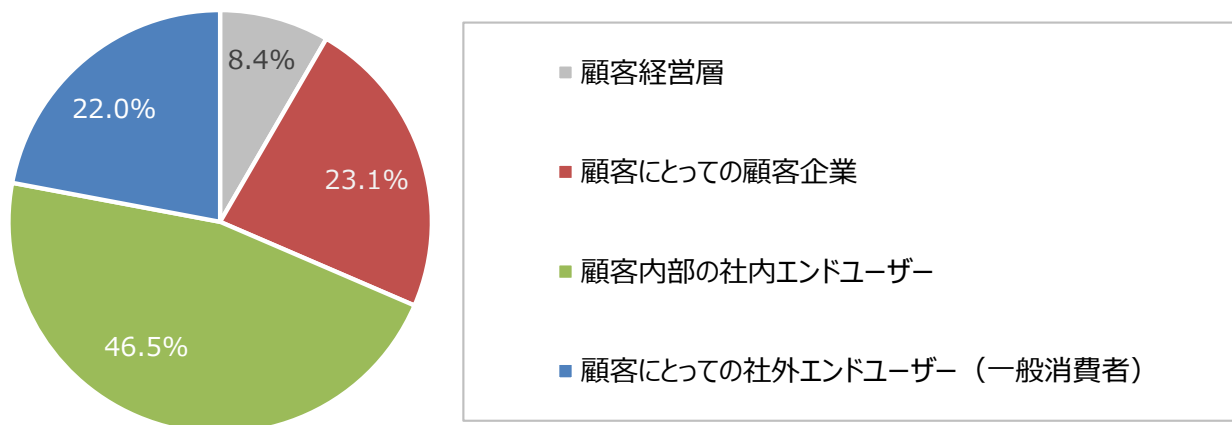 8.4%
23.1%
46.5%
22.0%
顧客経営層
顧客にとっての顧客企業
顧客内部の社内エンドユーザー
顧客にとっての社外エンドユーザー（一般消費者）